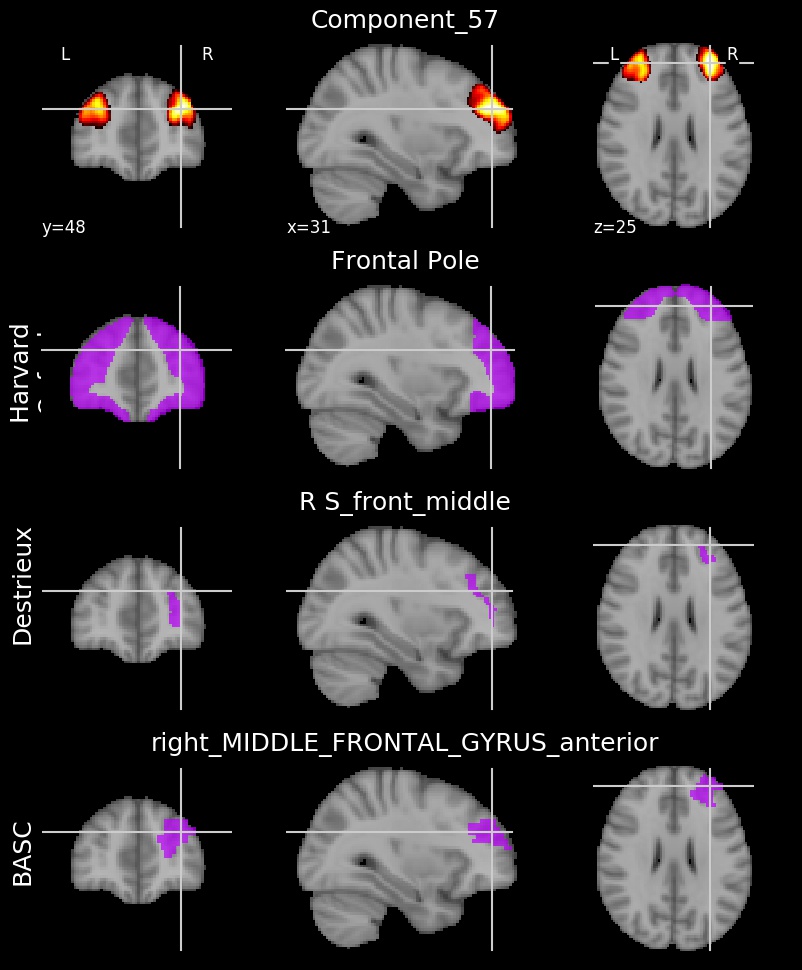 Component_57
L R
L R
y=48
x=31
z=25
Frontal Pole
Harvard
R S_front_middle
Destrieux
right_MIDDLE_FRONTAL_GYRUS_anterior
BASC